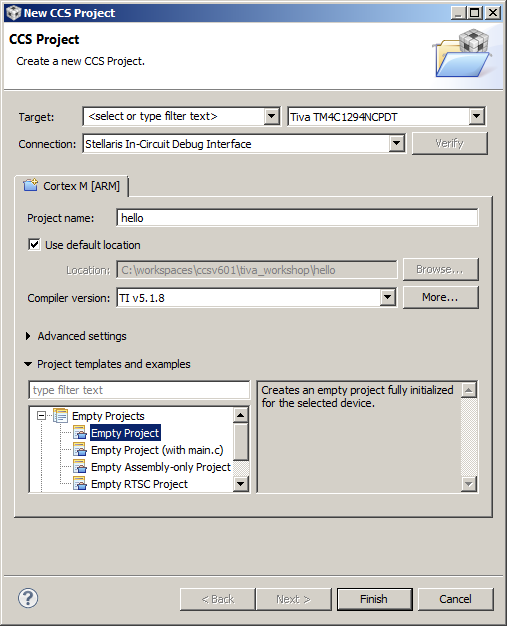 New CCS Project
CCS Project
Create a new CCS Project.
Target: <select or type filter text> Tiva TM4C1294NCPDT
Connection: Stellaris In-Circuit Debug Interface Verify
Cortex M [ARM]
Project name: hello
Use default location
Location: C:\workspaces\ccsv601\tiva_workshop\hello Browse...
Compiler version: TI v5.1.8 More...
Advanced settings
Project templates and examples
type filter text
Creates an empty project fully initialized
for the selected device.
Empty Projects
Empty Project
Empty Project (with main.c)
Empty Assembly-only Project
Empty RTSC Project
? < Back Next > Finish Cancel